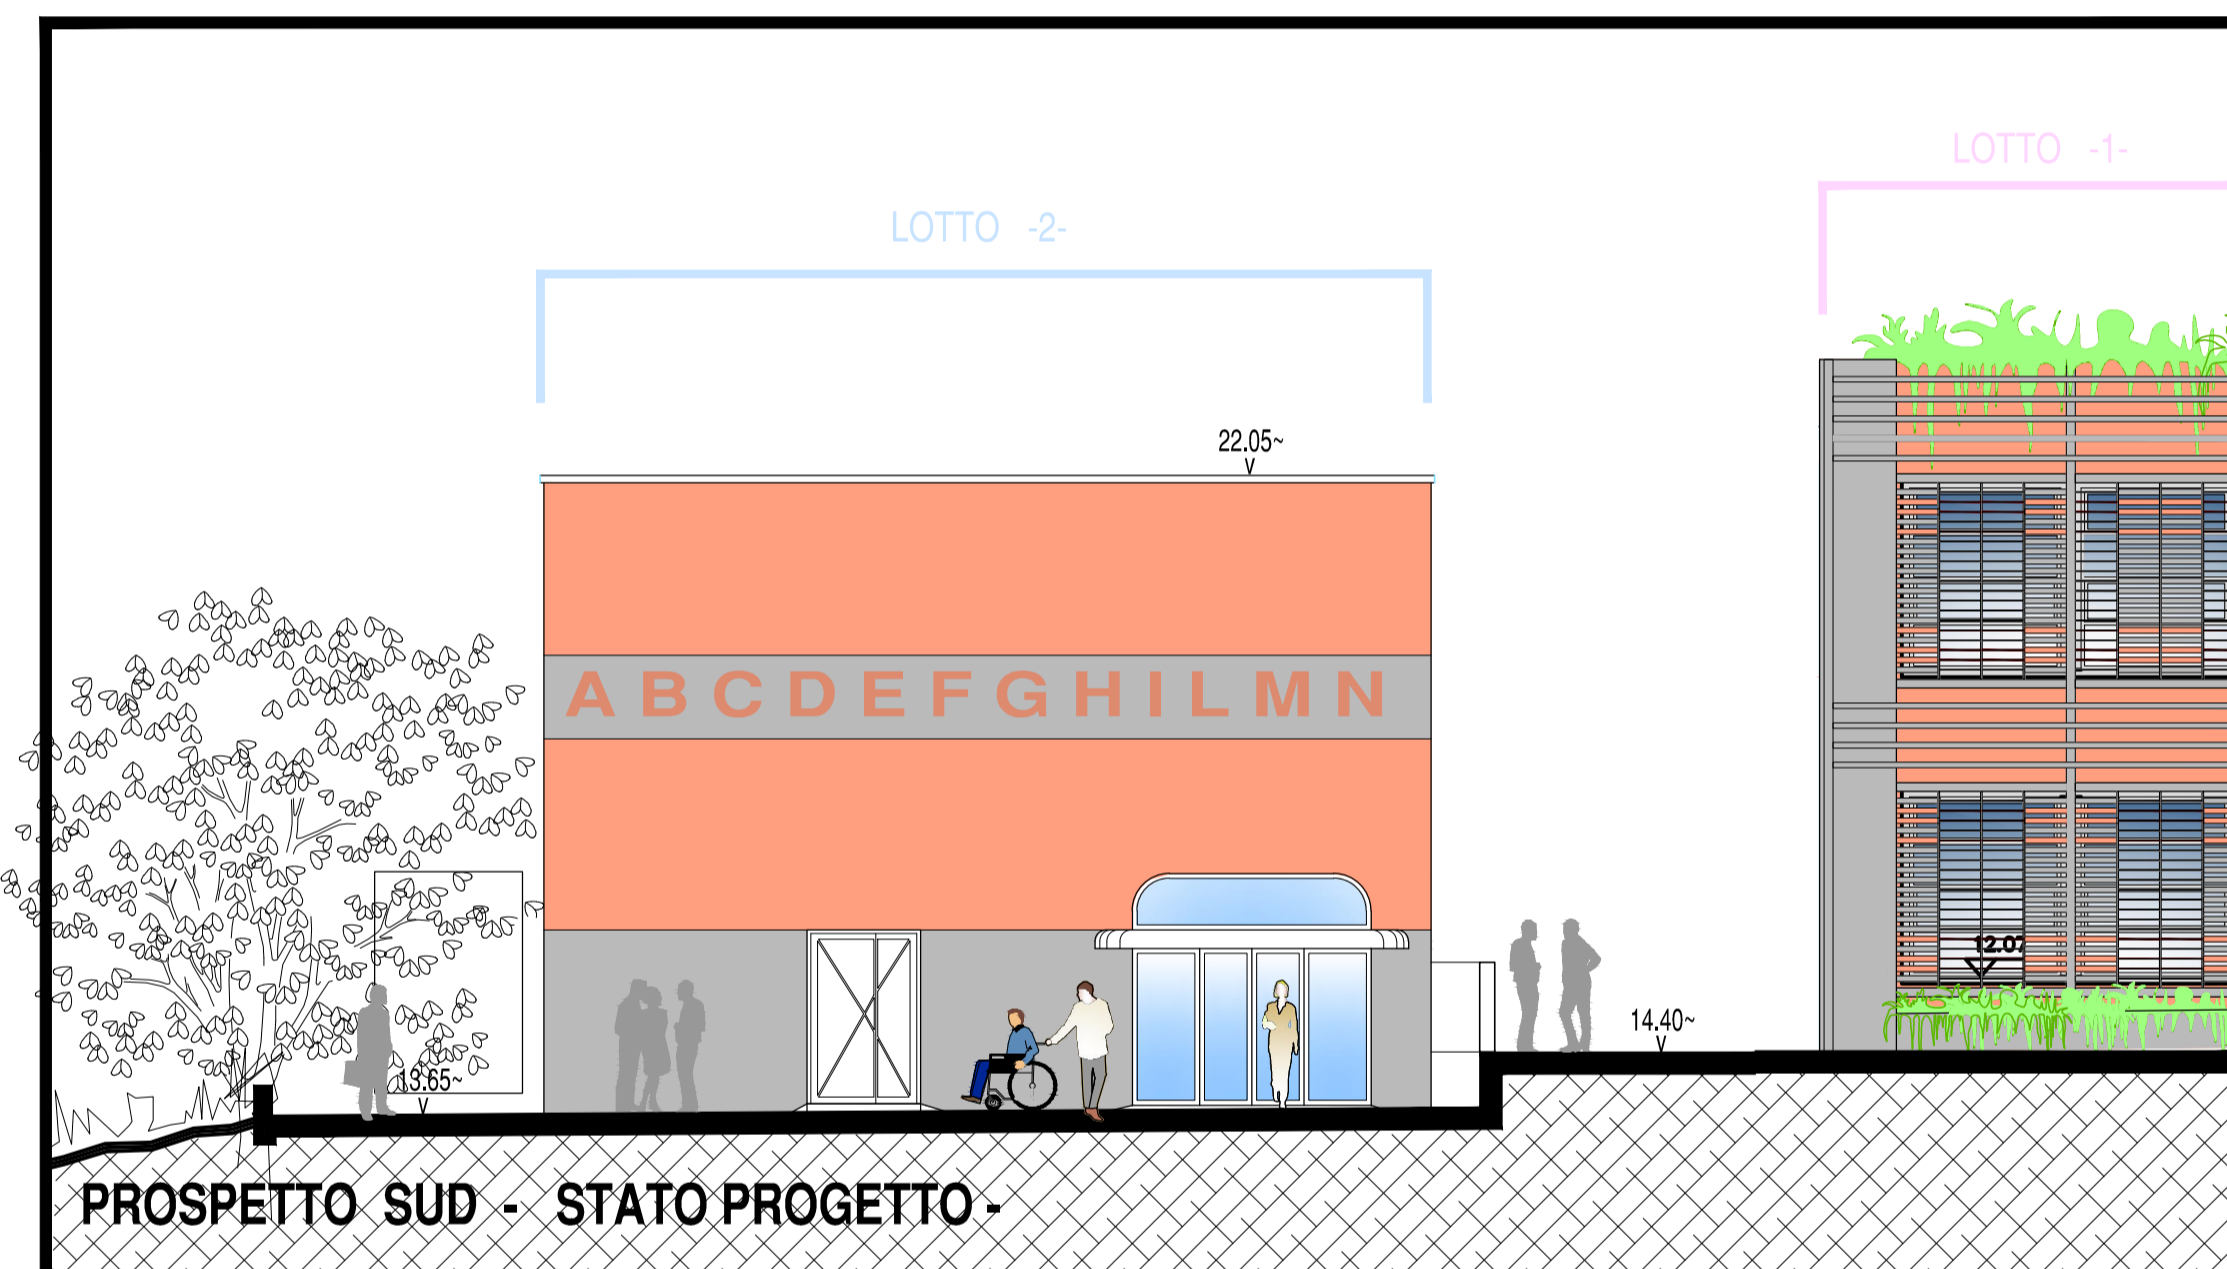 LOTTO -1-
LOTTO -2-
22.05~
A B C D E F G H I L M N
12.07
14.40~
13.65~
PROSPETTO SUD - STATO PROGETTO -